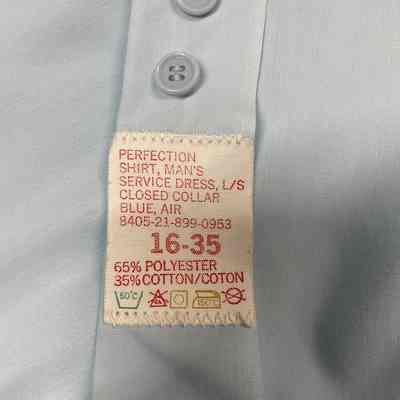 PERFECTION
SHIRT, MAN'S
SERVICE DRESS, L/S
CLOSED COLLAR
BLUE, AIR
8405-21-899-0953
16-35
65% POLYESTER
35% COTTON/COTON
50°C